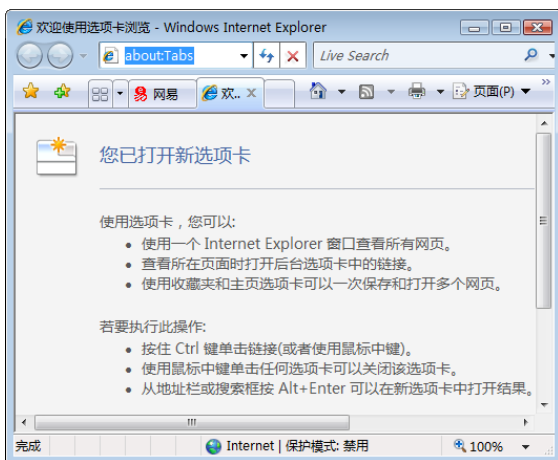 欢迎使用选项卡浏览 - Windows Internet Explorer
about:Tabs
Live Search
网易
欢..
页面(P)
您已打开新选项卡
使用选项卡，您可以:
使用一个 Internet Explorer 窗口查看所有网页。
查看所在页面时打开后台选项卡中的链接。
使用收藏夹和主页选项卡可以一次保存和打开多个网页。
若要执行此操作:
按住 Ctrl 键单击链接(或者使用鼠标中键)。
使用鼠标中键单击任何选项卡可以关闭该选项卡。
从地址栏或搜索框按 Alt+Enter 可以在新选项卡中打开结果。
完成
Internet | 保护模式: 禁用
100%